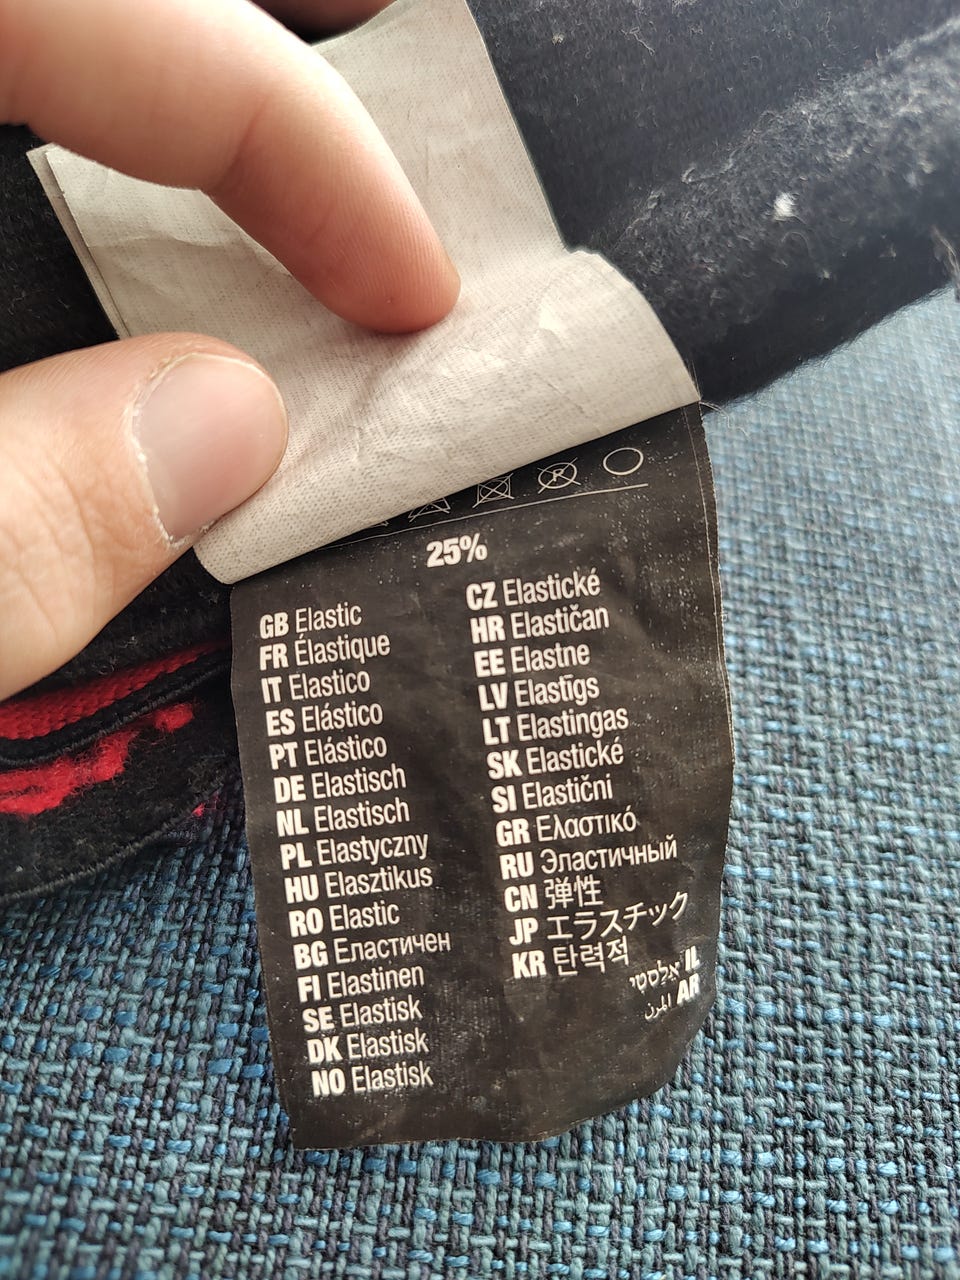 25%
GB Elastic
FR Élastique
IT Elastico
ES Elástico
PT Elástico
DE Elastisch
NL Elastisch
PL Elastyczny
HU Elasztikus
RO Elastic
BG Еластичен
FI Elastinen
SE Elastisk
DK Elastisk
NO Elastisk
CZ Elastické
HR Elastičan
EE Elastne
LV Elastīgs
LT Elastingas
SK Elastické
SI Elastični
GR Ελαστικό
RU Эластичный
CN 弹性
JP エラスチック
KR 탄력적
IL אלסטי
AR المرن